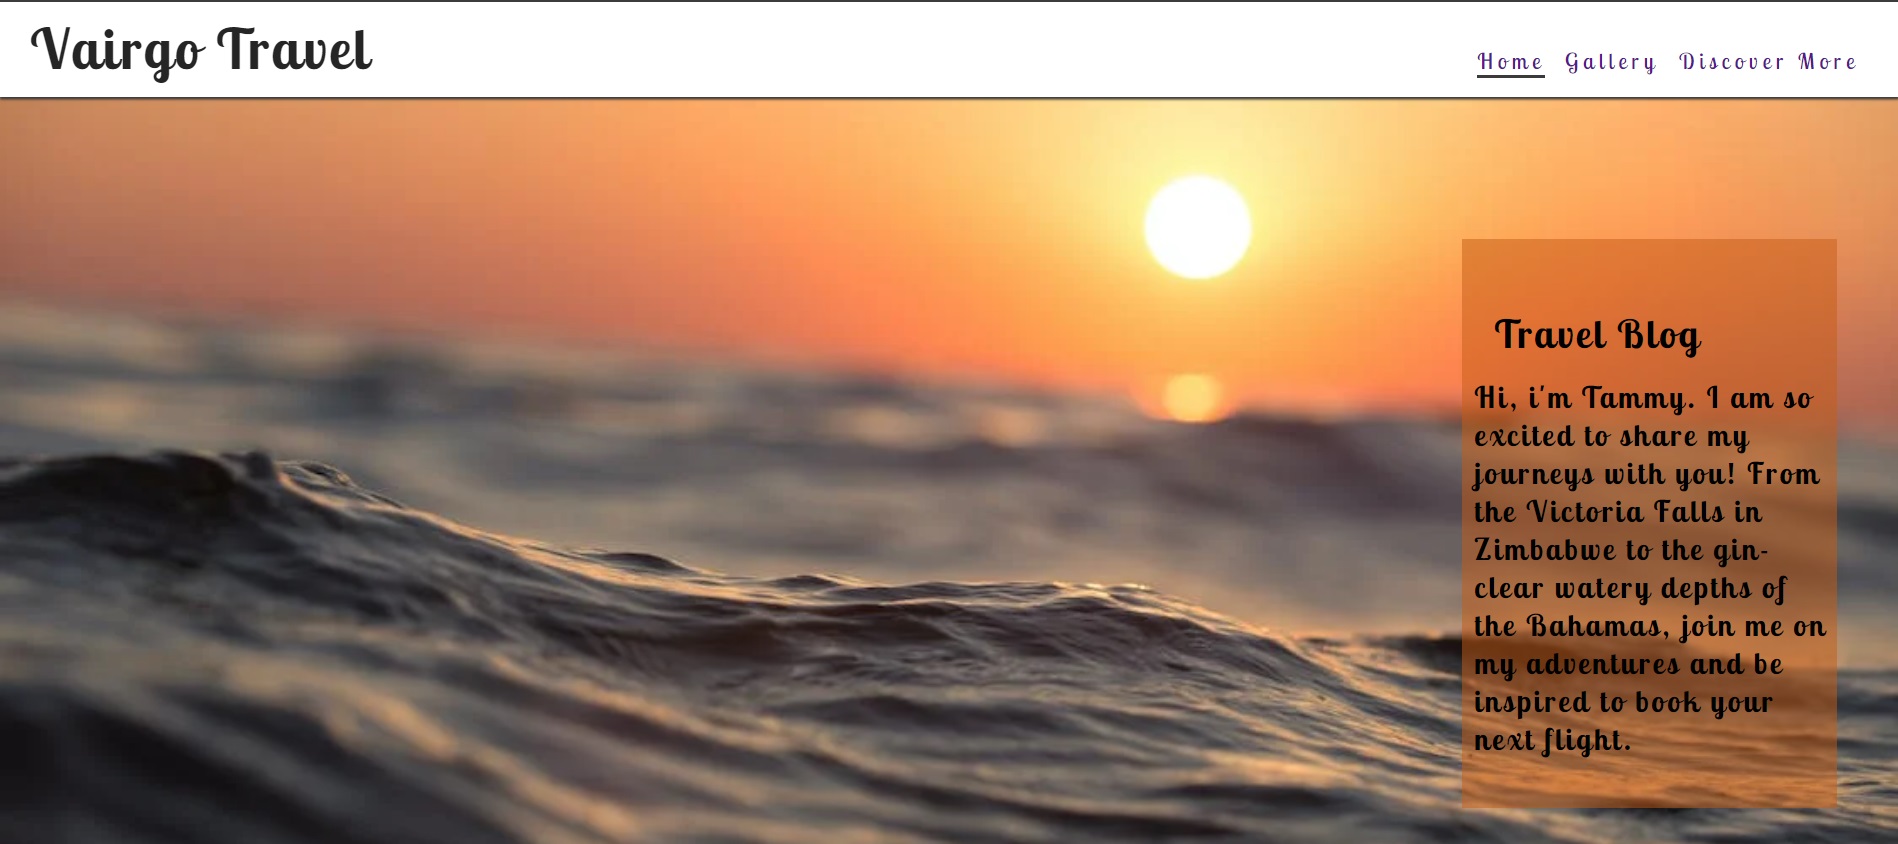 Vairgo Travel
Home Gallery Discover More
Travel Blog
Hi, i'm Tammy. I am so
excited to share my
journeys with you! From
the Victoria Falls in
Zimbabwe to the gin-
clear watery depths of
the Bahamas, join me on
my adventures and be
inspired to book your
next flight.